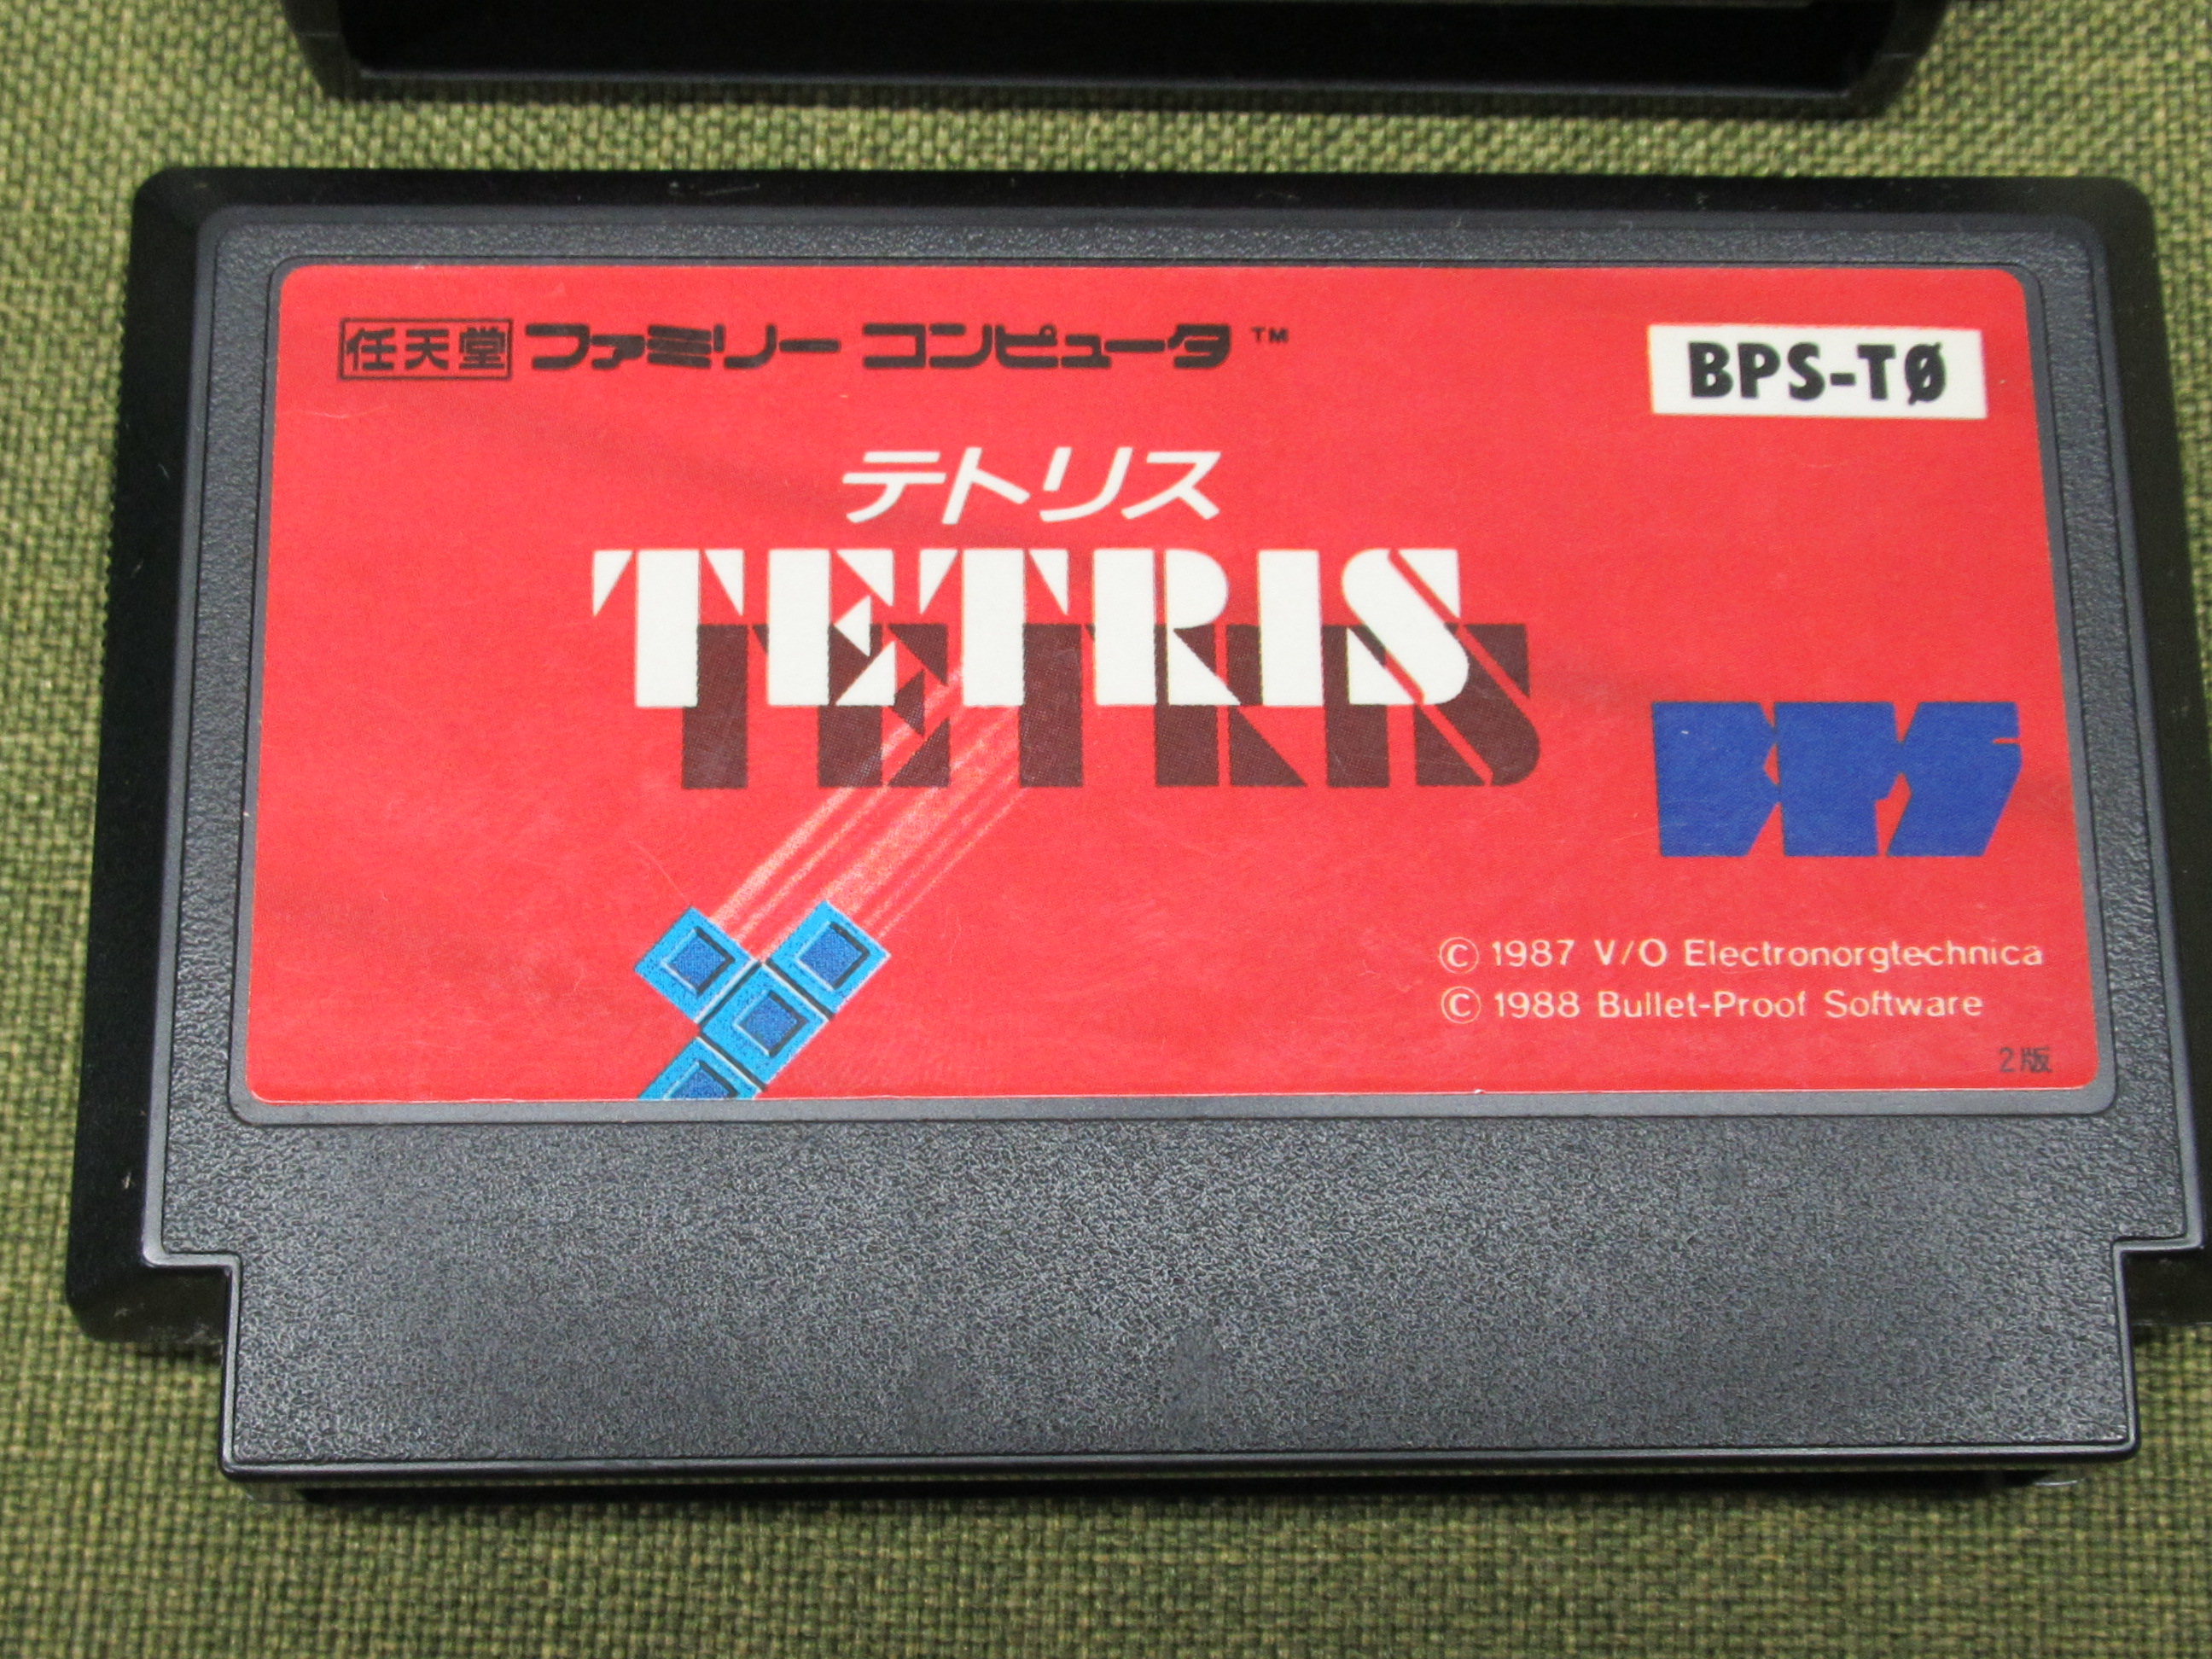 任天堂 ファミリー コンピュータ ™
BPS-TØ
テトリス
TETRIS
BPS
© 1987 V/O Electronorgtechnica
© 1988 Bullet-Proof Software
2版